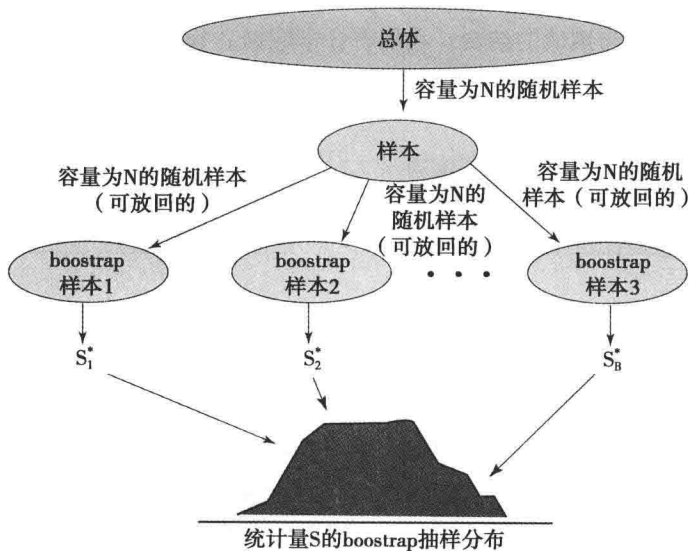 总体
容量为N的随机样本
样本
容量为N的随机样本
（可放回的）
容量为N的
随机样本
（可放回的）
容量为N的随机
样本（可放回的）
boostrap
样本1
boostrap
样本2
• • •
boostrap
样本3
S₁*
S₂*
S_B*
统计量S的boostrap抽样分布